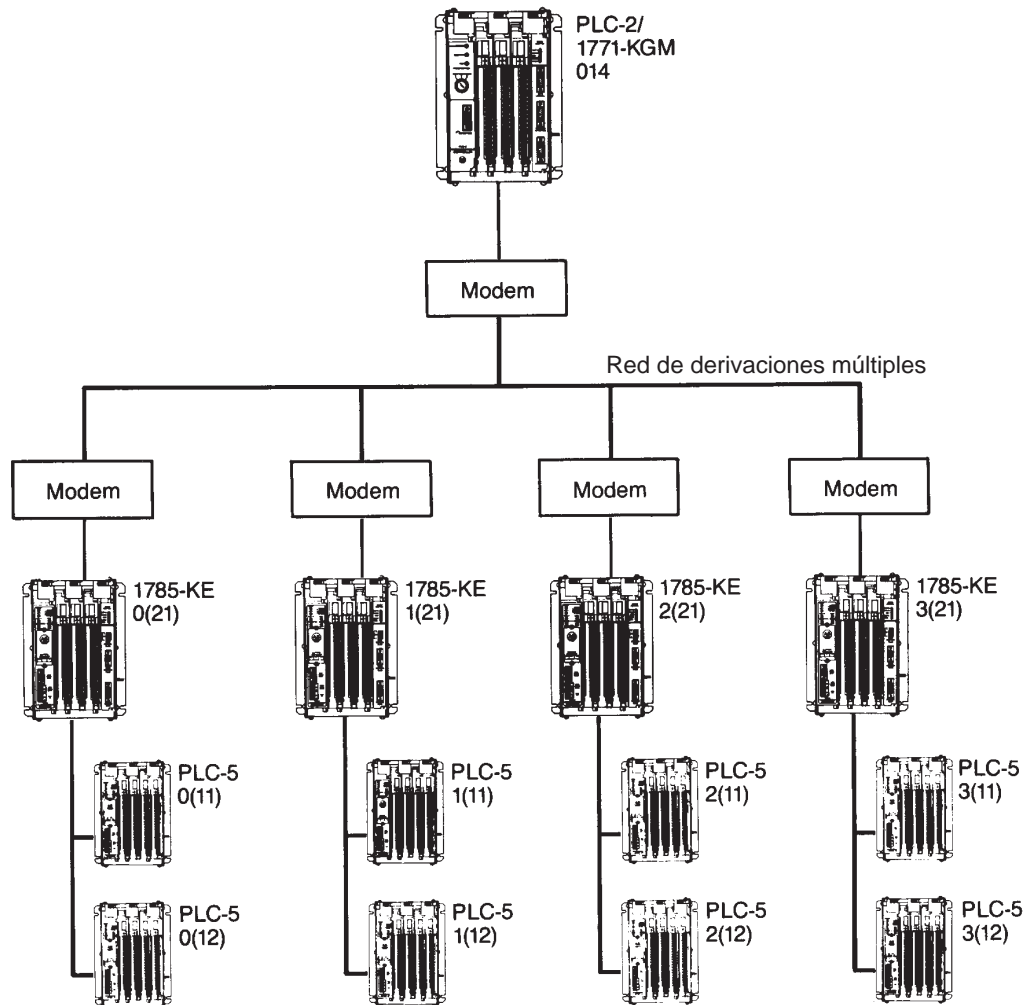 PLC-2/
1771-KGM
014
Modem
Red de derivaciones múltiples
Modem
Modem
Modem
Modem
1785-KE
0(21)
1785-KE
1(21)
1785-KE
2(21)
1785-KE
3(21)
PLC-5
0(11)
PLC-5
1(11)
PLC-5
2(11)
PLC-5
3(11)
PLC-5
0(12)
PLC-5
1(12)
PLC-5
2(12)
PLC-5
3(12)